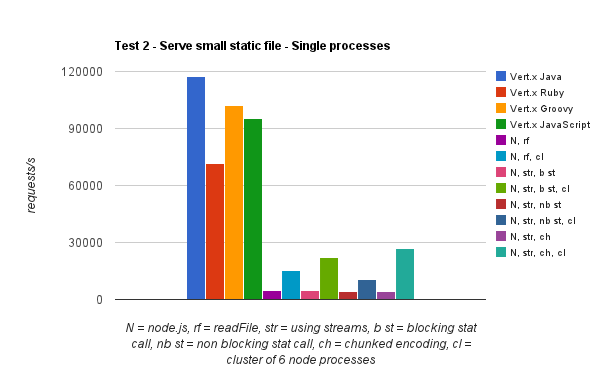 Test 2 - Serve small static file - Single processes
120000
90000
60000
30000
0
requests/s
Vert.x Java
Vert.x Ruby
Vert.x Groovy
Vert.x JavaScript
N, rf
N, rf, cl
N, str, b st
N, str, b st, cl
N, str, nb st
N, str, nb st, cl
N, str, ch
N, str, ch, cl
N = node.js, rf = readFile, str = using streams, b st = blocking stat
call, nb st = non blocking stat call, ch = chunked encoding, cl =
cluster of 6 node processes